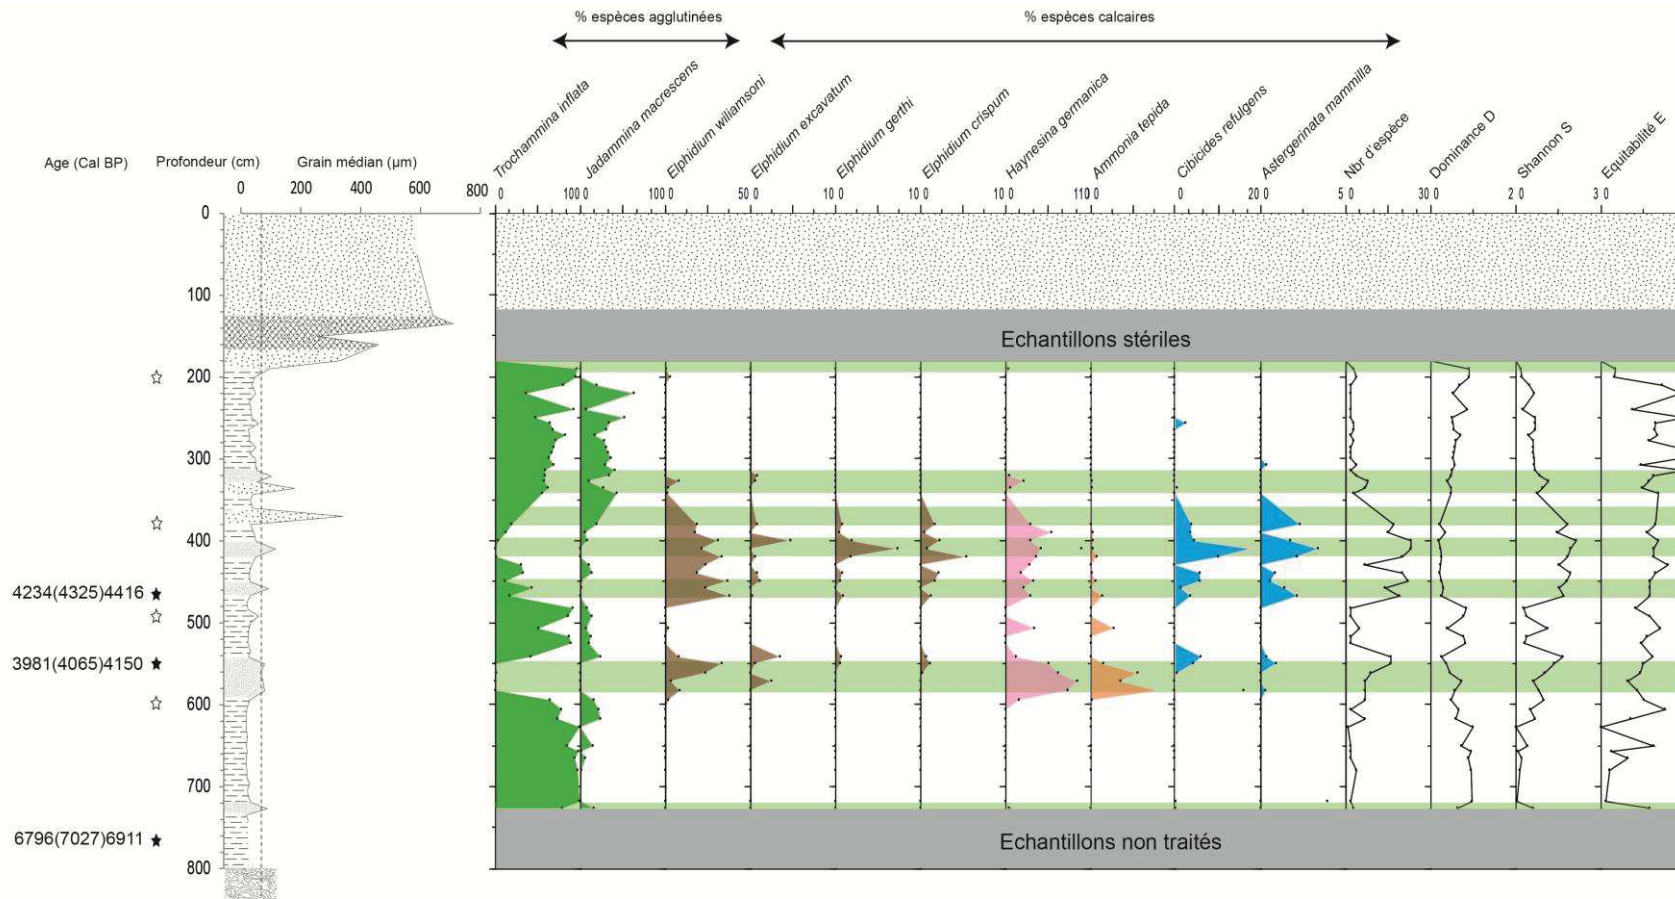 % espèces agglutinées
% espèces calcaires
Trochammina inflata
Jadammina macrescens
Elphidium wiliamsoni
Elphidium excavatum
Elphidium gerthi
Elphidium crispum
Haynesina germanica
Ammonia tepida
Cibicides refulgens
Astergerinata mammilla
Nbr d'espèce
Dominance D
Shannon S
Equitabilité E
Age (Cal BP)
Profondeur (cm)
Grain médian (µm)
0 200 400 600 800
0 100 0 100 0 50 0 10 0 10 0 10 0 110 0 0 20 0 5 0 30 0 2 0 3 0
0
100
Echantillons stériles
200
300
400
4234(4325)4416
500
3981(4065)4150
600
700
6796(7027)6911
Echantillons non traités
800